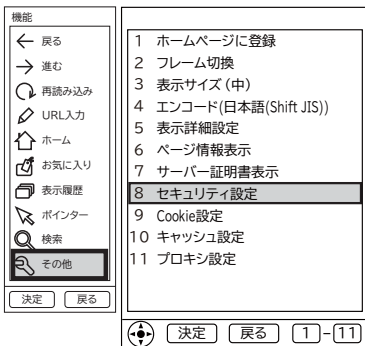 機能
戻る
進む
再読み込み
URL入力
ホーム
お気に入り
表示履歴
ポインター
検索
その他
決定 戻る
1 ホームページに登録
2 フレーム切換
3 表示サイズ(中)
4 エンコード(日本語(Shift JIS))
5 表示詳細設定
6 ページ情報表示
7 サーバー証明書表示
8 セキュリティ設定
9 Cookie設定
10 キャッシュ設定
11 プロキシ設定
決定 戻る 1-11